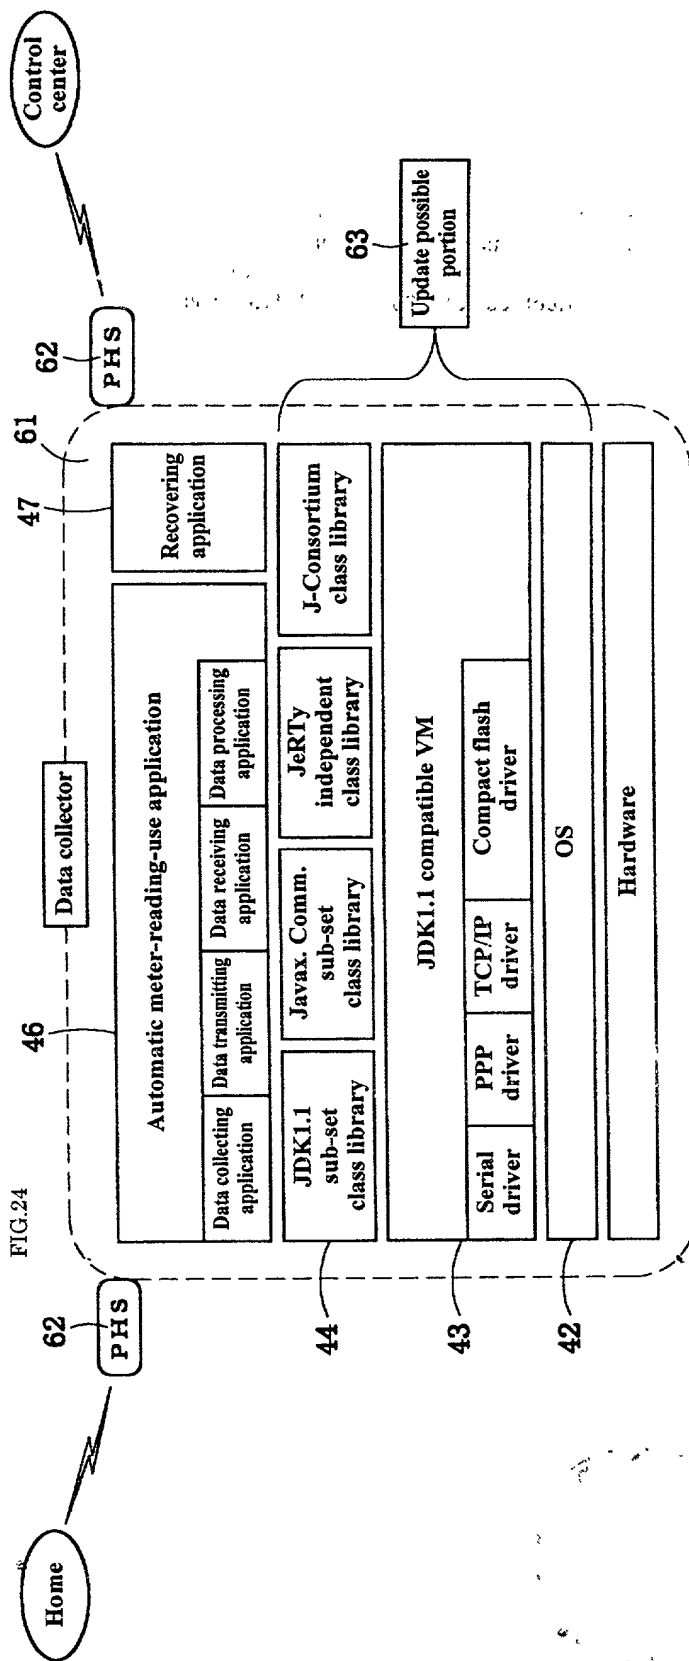 FIG.24
Home
62
PHS
Data collector
61
62
PHS
Control
center
46
Automatic meter-reading-use application
Data collecting
application
Data transmitting
application
Data receiving
application
Data processing
application
47
Recovering
application
44
JDK1.1
sub-set
class library
Javax. Comm.
sub-set
class library
JeRTy
independent
class library
J-Consortium
class library
63
Update possible
portion
43
JDK1.1 compatible VM
Serial
driver
PPP
driver
TCP/IP
driver
Compact flash
driver
42
OS
Hardware